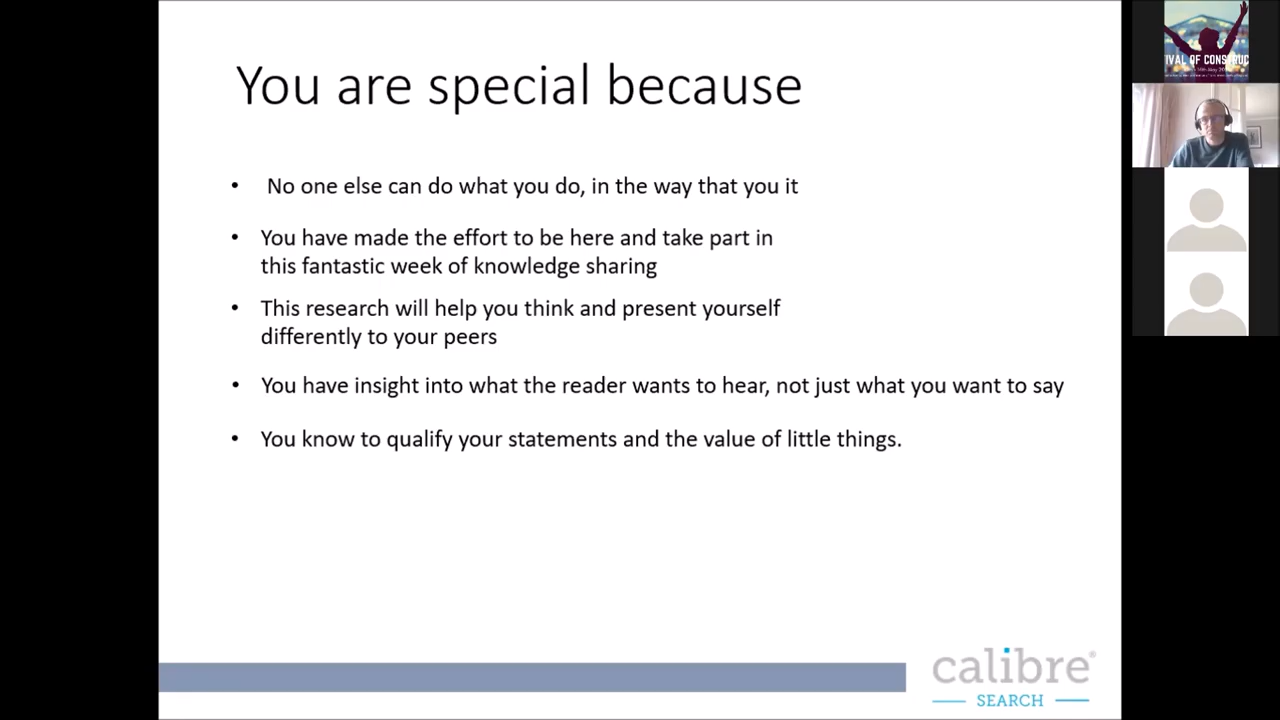 You are special because
• No one else can do what you do, in the way that you it
• You have made the effort to be here and take part in
this fantastic week of knowledge sharing
• This research will help you think and present yourself
differently to your peers
• You have insight into what the reader wants to hear, not just what you want to say
• You know to qualify your statements and the value of little things.
calibre®
SEARCH
IVAL OF CONSTRUC